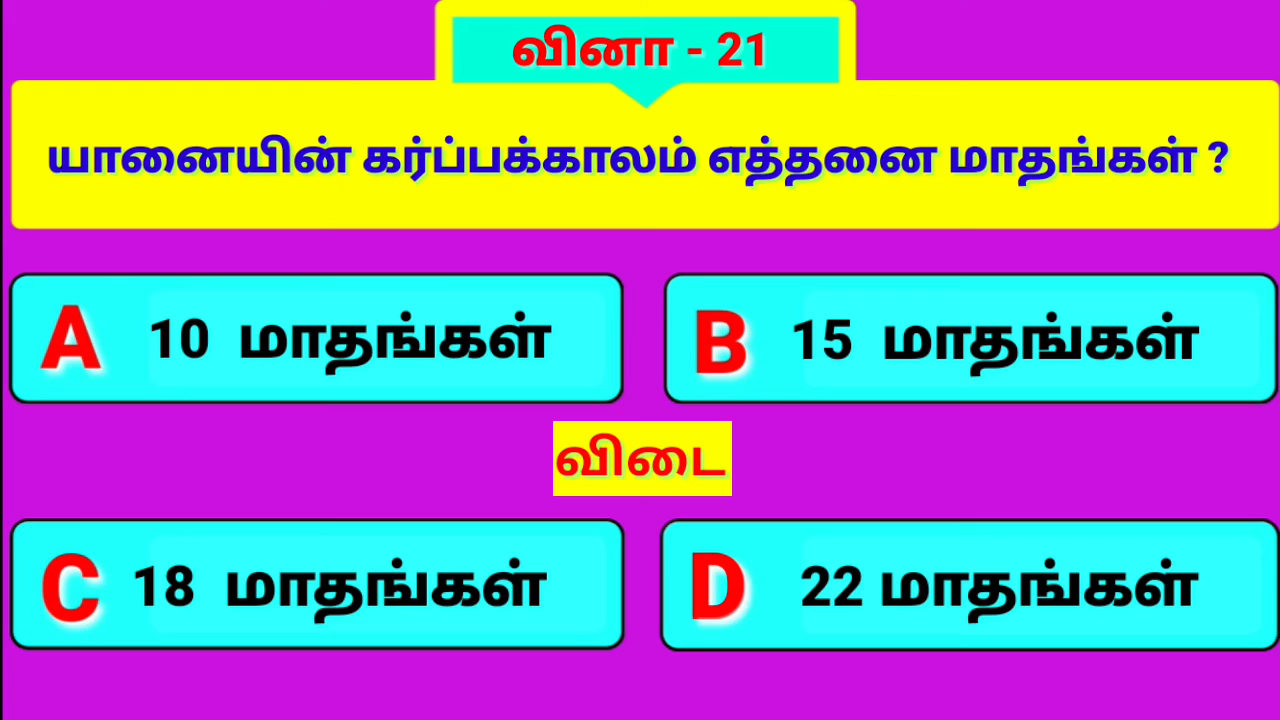 வினா - 21
யானையின் கர்ப்பக்காலம் எத்தனை மாதங்கள் ?
A 10 மாதங்கள்
B 15 மாதங்கள்
விடை
C 18 மாதங்கள்
D 22 மாதங்கள்